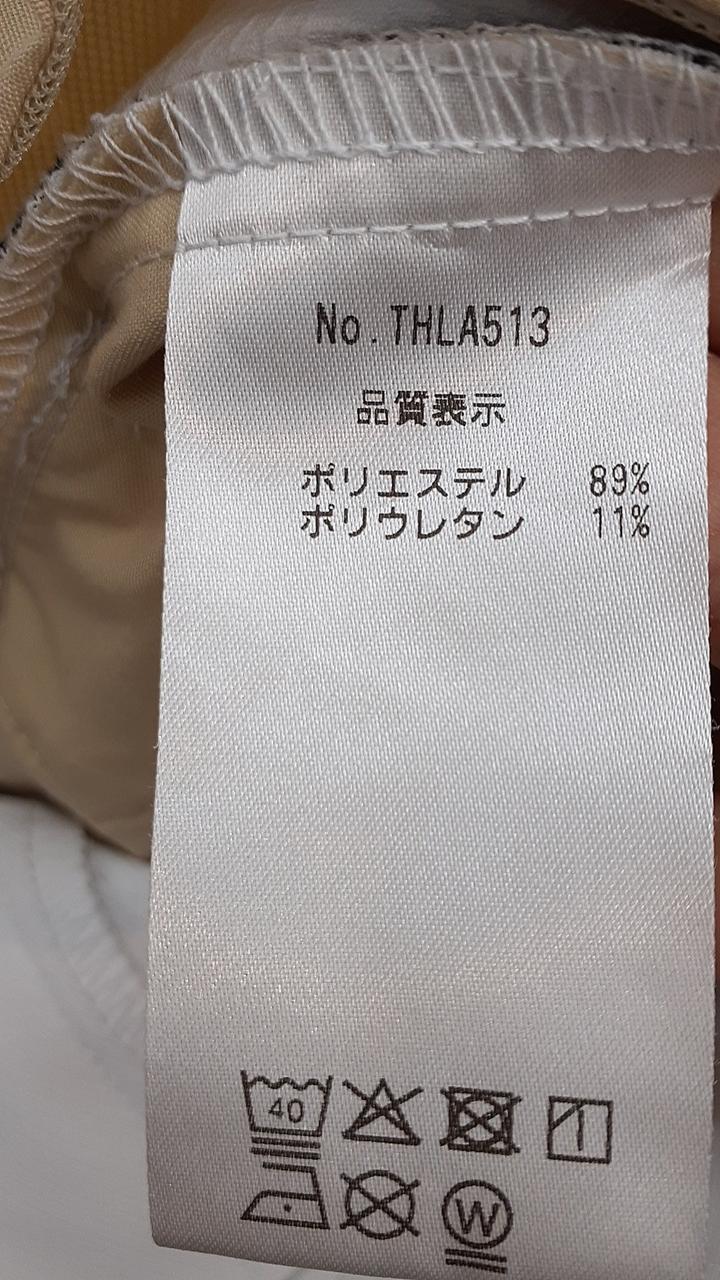 No.THLA513
品質表示
ポリエステル 89%
ポリウレタン 11%
40
W